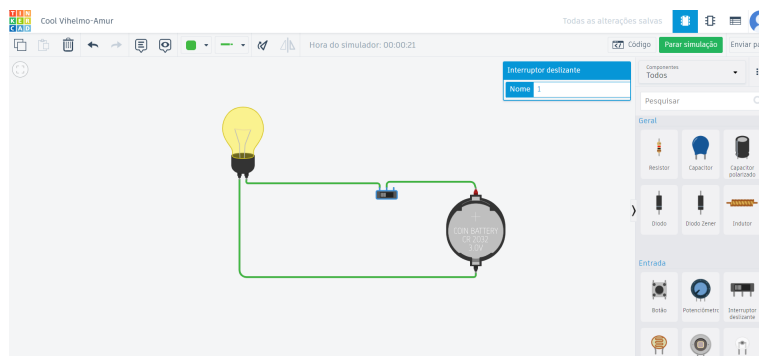 TIN
KER
CAD
Cool Vihelmo-Amur
Todas as alterações salvas
Hora do simulador: 00:00:21
Código
Parar simulação
Enviar pa
Interruptor deslizante
Nome 1
Componentes
Todos
Pesquisar
Geral
Resistor
Capacitor
Capacitor
polarizado
Diodo
Diodo Zener
Indutor
COIN BATTERY
CR 2032
3.0V
Entrada
Botão
Potenciômetro
Interruptor
deslizante